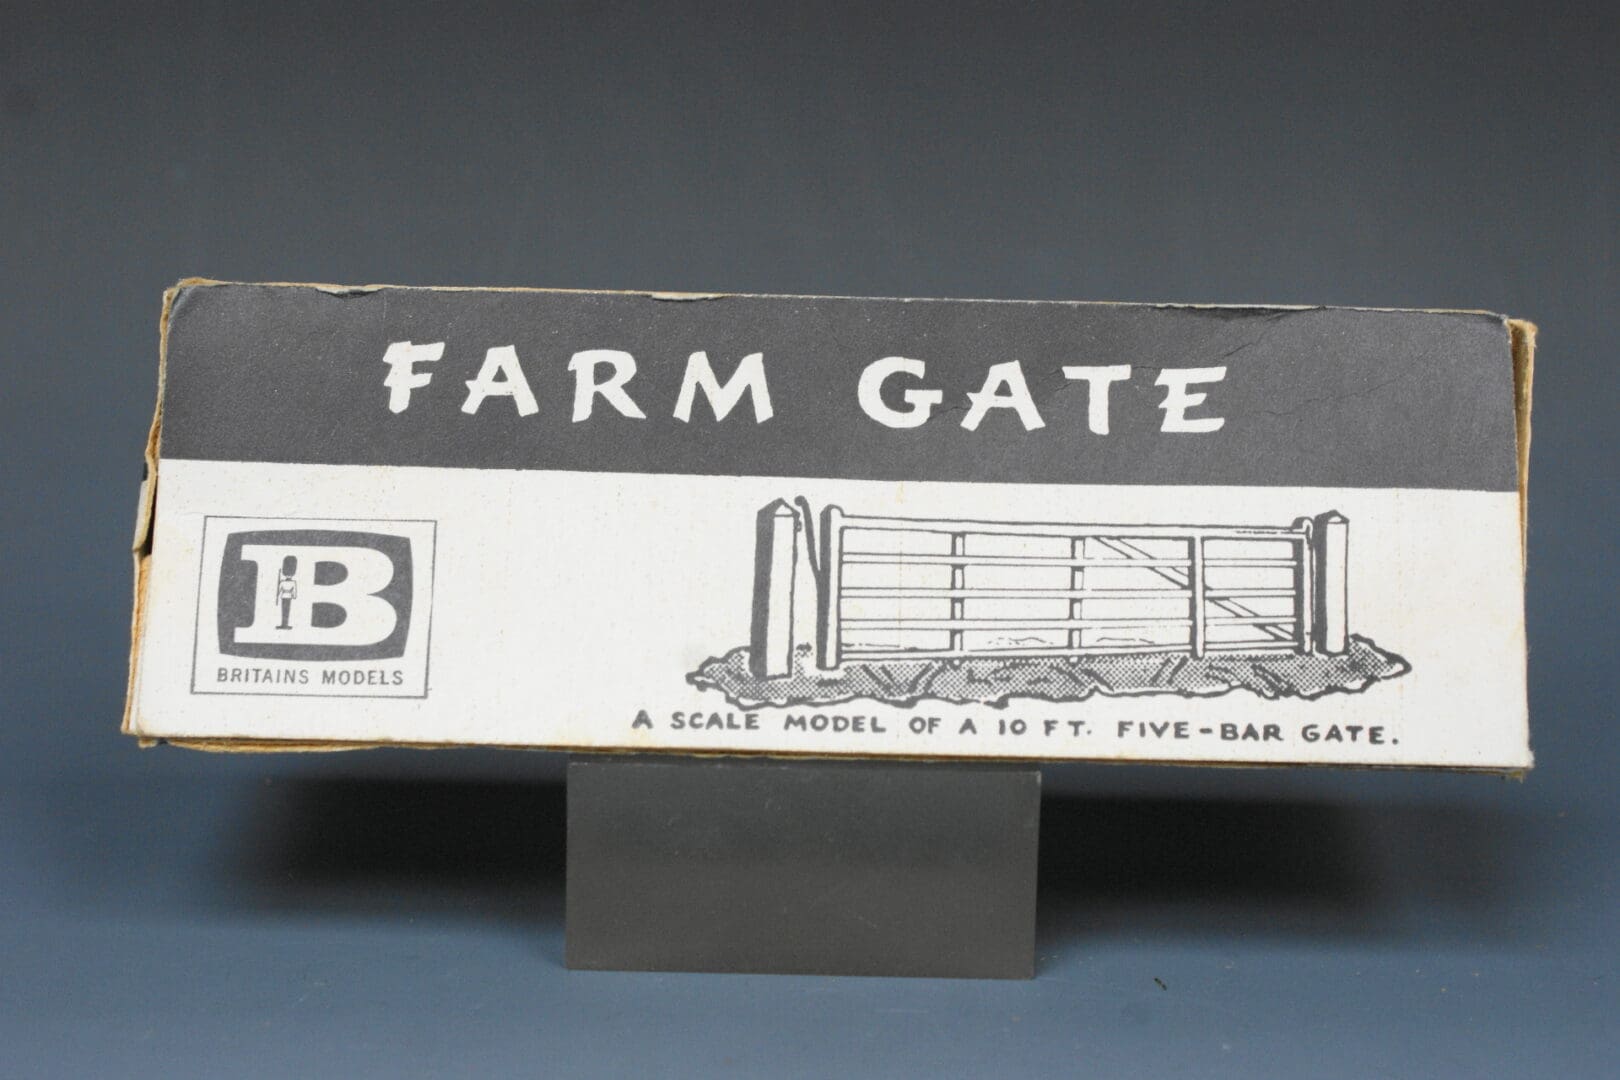 FARM GATE
B
BRITAINS MODELS
A SCALE MODEL OF A 10 FT. FIVE-BAR GATE.